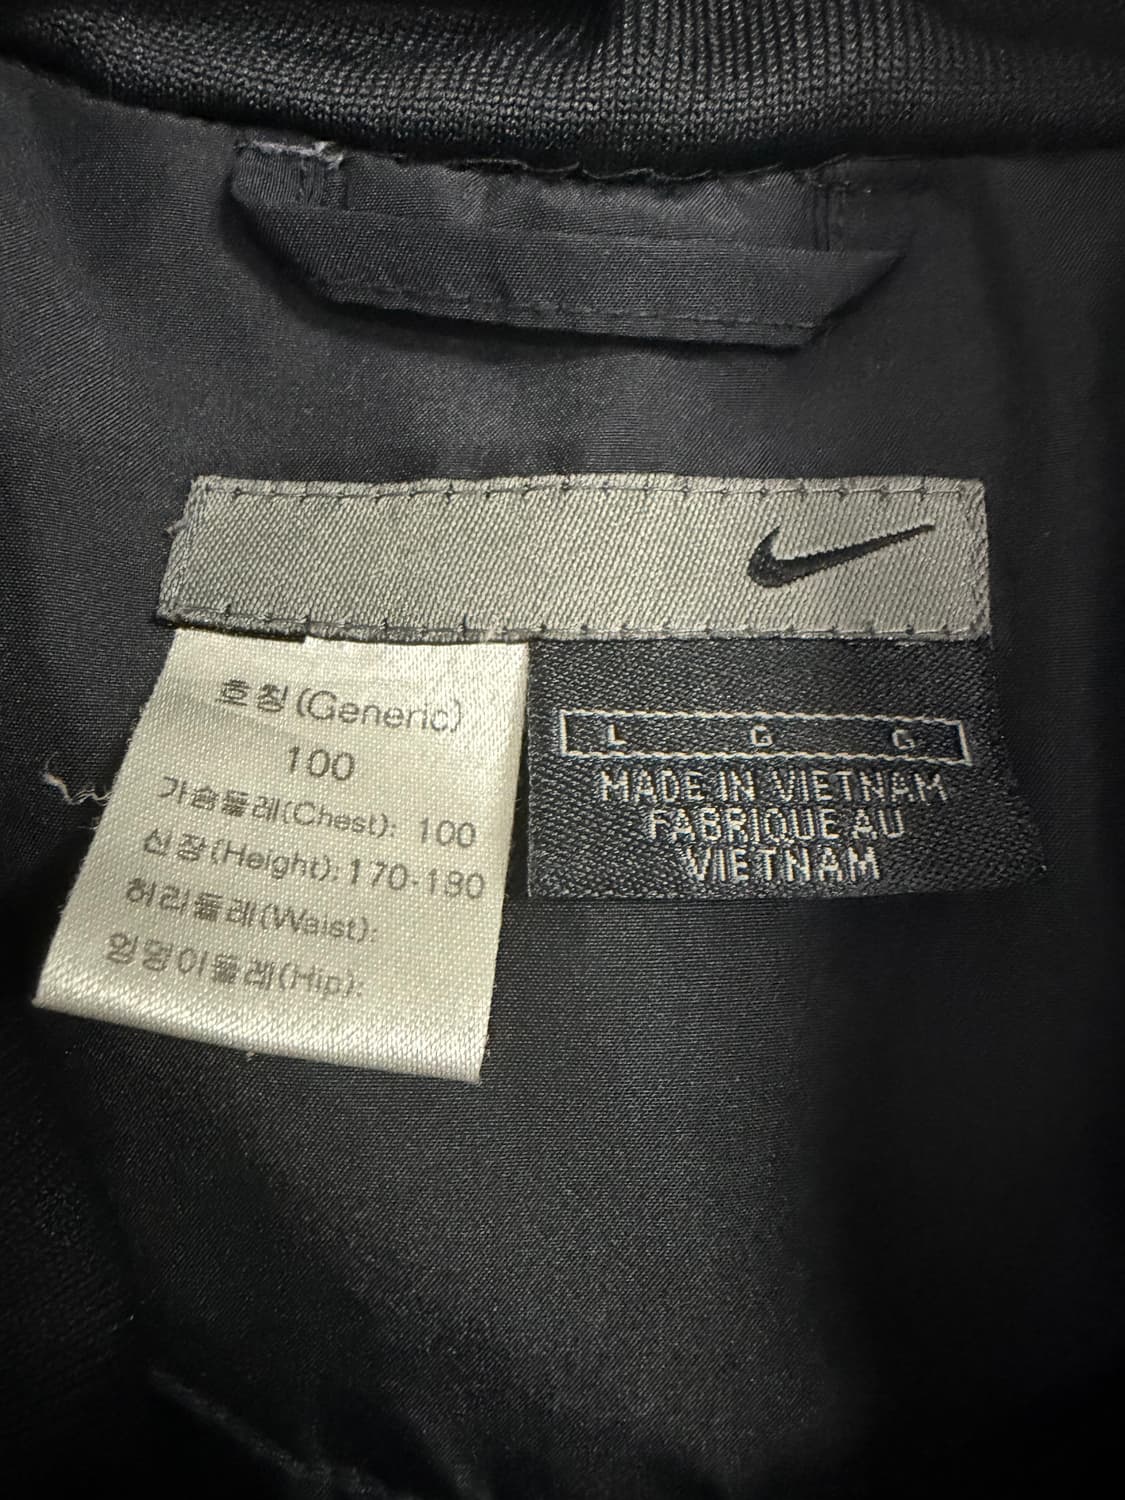 호칭(Generic)
100
가슴둘레(Chest): 100
신장(Height): 170-180
허리둘레(Waist):
엉덩이둘레(Hip):
L G G
MADE IN VIETNAM
FABRIQUE AU
VIETNAM